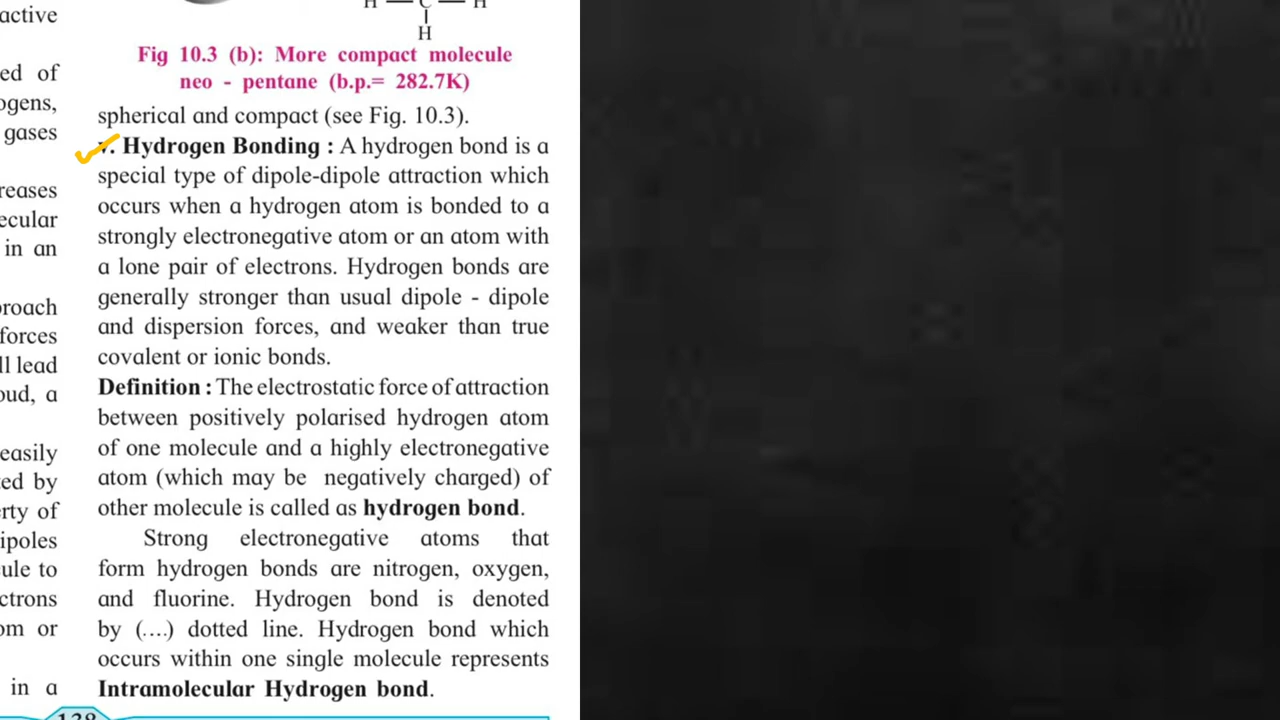 active
ed of
ogens,
gases
reases
ecular
in an
proach
forces
ll lead
oud, a
easily
ted by
erty of
ipoles
ule to
ctrons
om or
in a
H — C — H
H
Fig 10.3 (b): More compact molecule
neo - pentane (b.p.= 282.7K)
spherical and compact (see Fig. 10.3).
v. Hydrogen Bonding : A hydrogen bond is a
special type of dipole-dipole attraction which
occurs when a hydrogen atom is bonded to a
strongly electronegative atom or an atom with
a lone pair of electrons. Hydrogen bonds are
generally stronger than usual dipole - dipole
and dispersion forces, and weaker than true
covalent or ionic bonds.
Definition : The electrostatic force of attraction
between positively polarised hydrogen atom
of one molecule and a highly electronegative
atom (which may be negatively charged) of
other molecule is called as hydrogen bond.
Strong electronegative atoms that
form hydrogen bonds are nitrogen, oxygen,
and fluorine. Hydrogen bond is denoted
by (....) dotted line. Hydrogen bond which
occurs within one single molecule represents
Intramolecular Hydrogen bond.
138